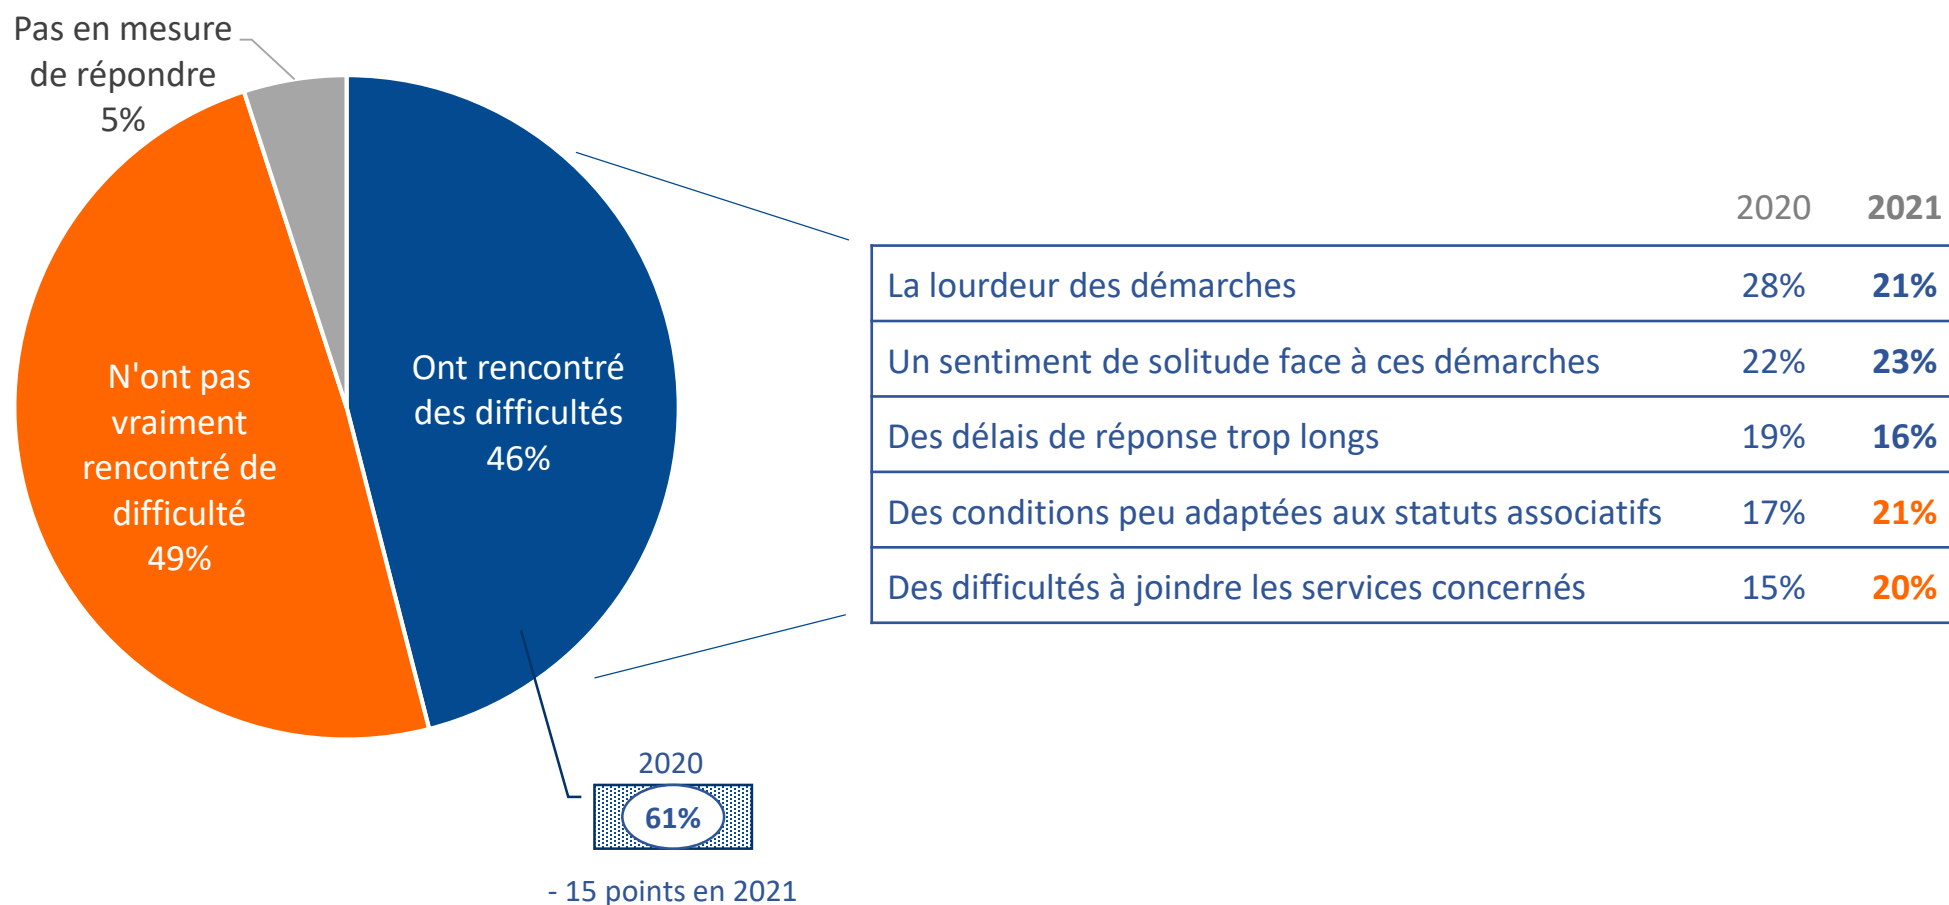 Pas en mesure
de répondre
5%
N'ont pas
vraiment
rencontré de
difficulté
49%
Ont rencontré
des difficultés
46%
2020 2021
La lourdeur des démarches 28% 21%
Un sentiment de solitude face à ces démarches 22% 23%
Des délais de réponse trop longs 19% 16%
Des conditions peu adaptées aux statuts associatifs 17% 21%
Des difficultés à joindre les services concernés 15% 20%
2020
61%
- 15 points en 2021